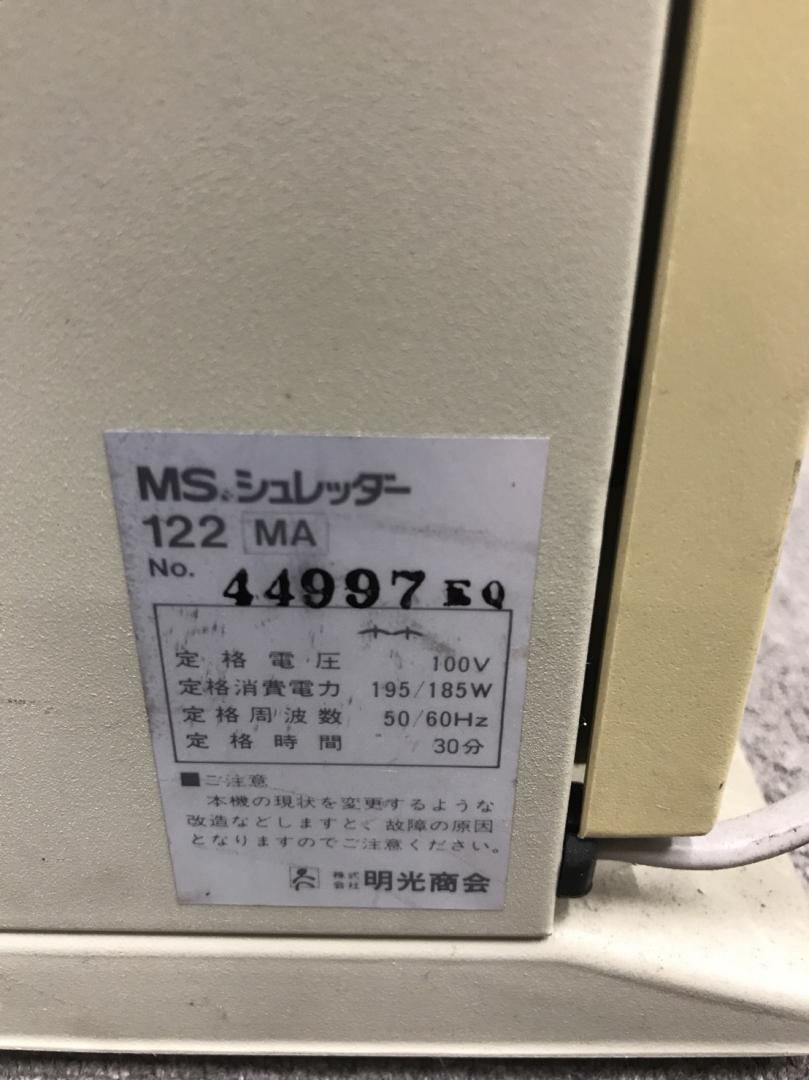 MS.シュレッダー
122 MA
No. 44997 EQ
定格電圧 100V
定格消費電力 195/185W
定格周波数 50/60Hz
定格時間 30分
■ご注意
本機の現状を変更するような
改造などしますと、故障の原因
となりますのでご注意ください。
株式会社 明光商会